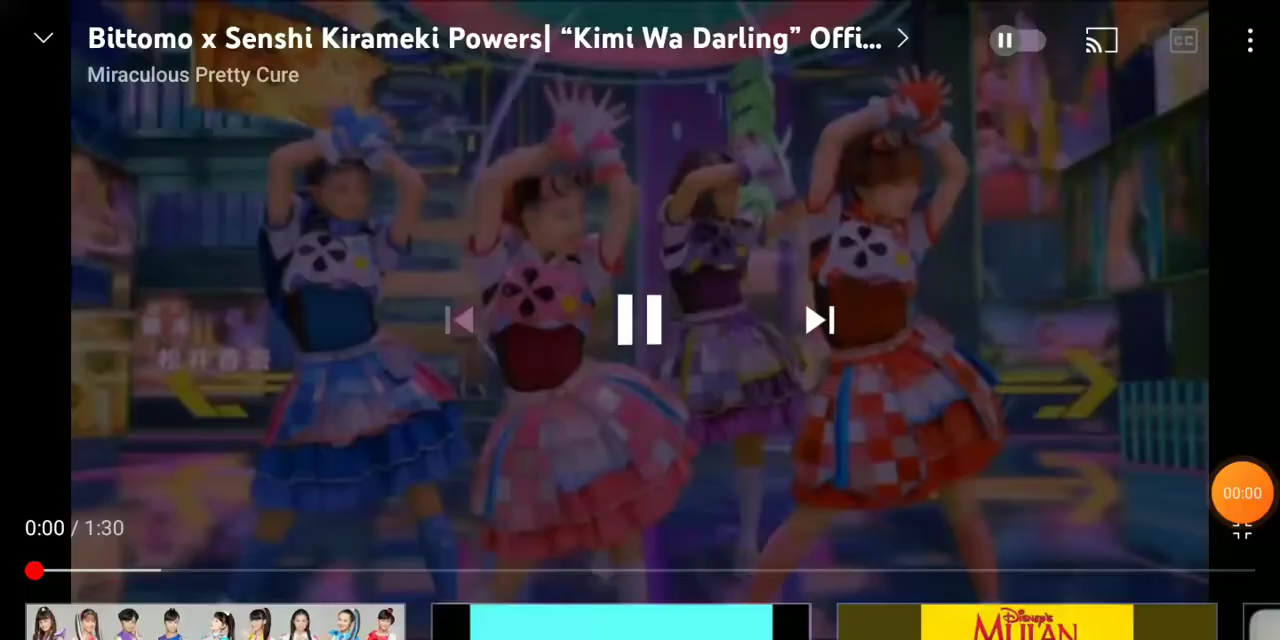 Bittomo x Senshi Kirameki Powers| “Kimi Wa Darling” Offi...
Miraculous Pretty Cure
CC
00:00
0:00 / 1:30
Disney's
MULAN